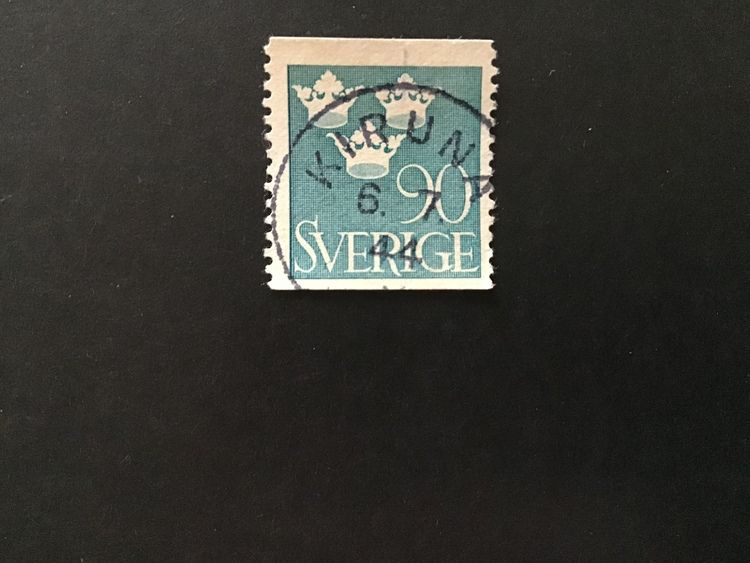 KIRUNA
6. 7.
44
90
SVERIGE